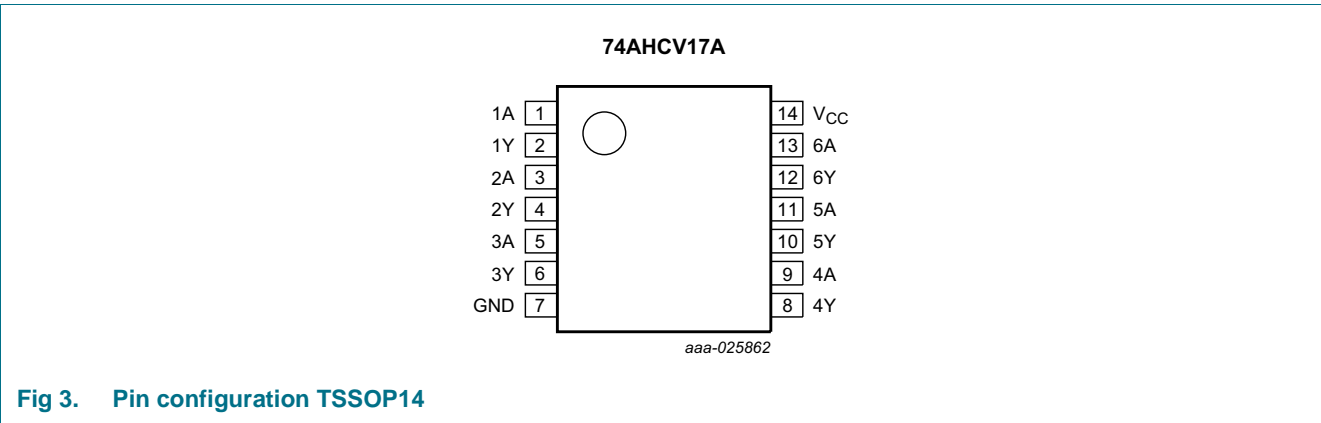 74AHCV17A
1A 1 14 VCC
1Y 2 13 6A
2A 3 12 6Y
2Y 4 11 5A
3A 5 10 5Y
3Y 6 9 4A
GND 7 8 4Y
aaa-025862
Fig 3. Pin configuration TSSOP14